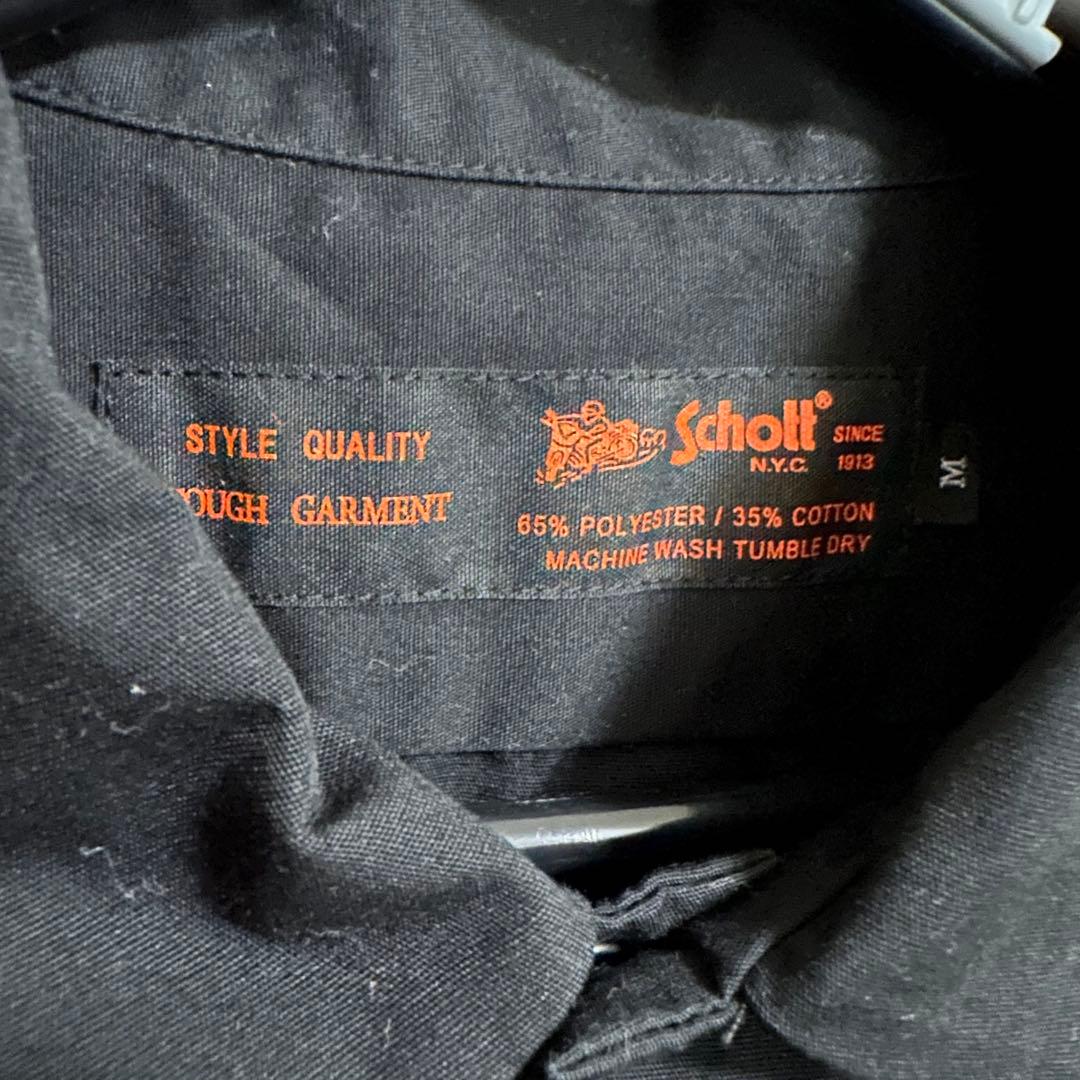 STYLE QUALITY
OUGH GARMENT
Schott® SINCE
N.Y.C. 1913
65% POLYESTER / 35% COTTON
MACHINE WASH TUMBLE DRY
M